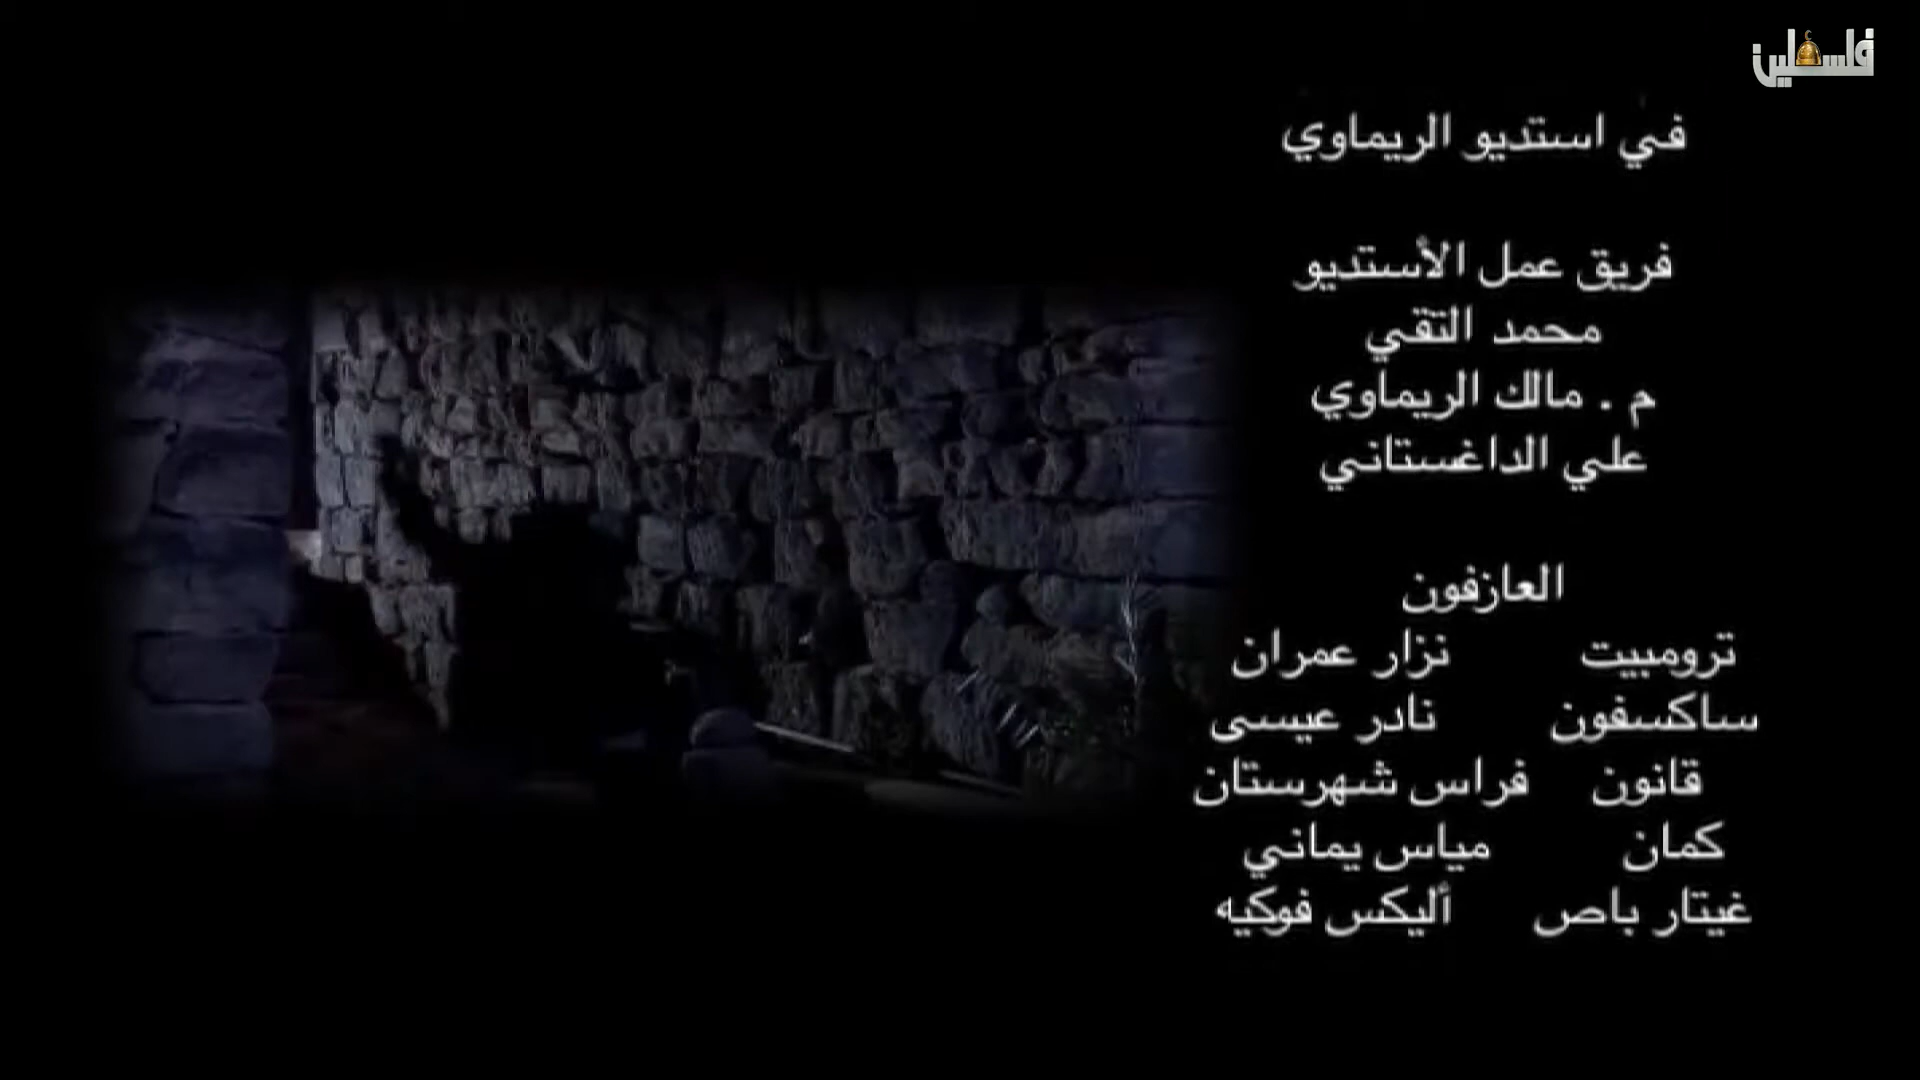 فلسطين
في استديو الريماوي
فريق عمل الأستديو
محمد التقي
م . مالك الريماوي
علي الداغستاني
العازفون
ترومبيت نزار عمران
ساكسفون نادر عيسى
قانون فراس شهرستان
كمان مياس يماني
غيتار باص أليكس فوكيه